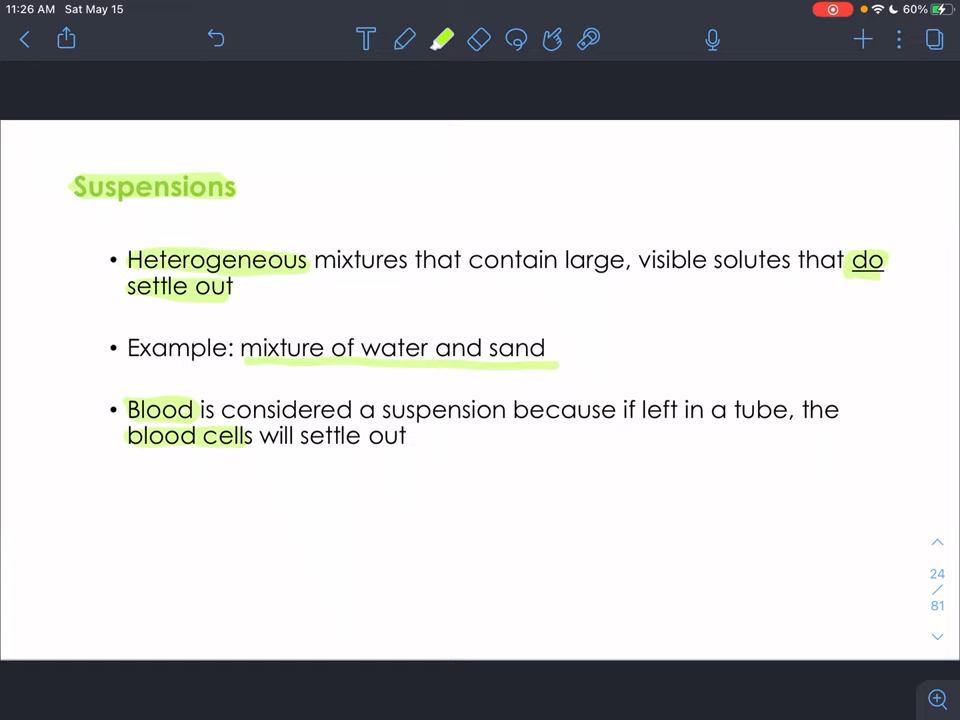 11:26 AM Sat May 15
60%
T
Suspensions
• Heterogeneous mixtures that contain large, visible solutes that do
settle out
• Example: mixture of water and sand
• Blood is considered a suspension because if left in a tube, the
blood cells will settle out
24
/
81